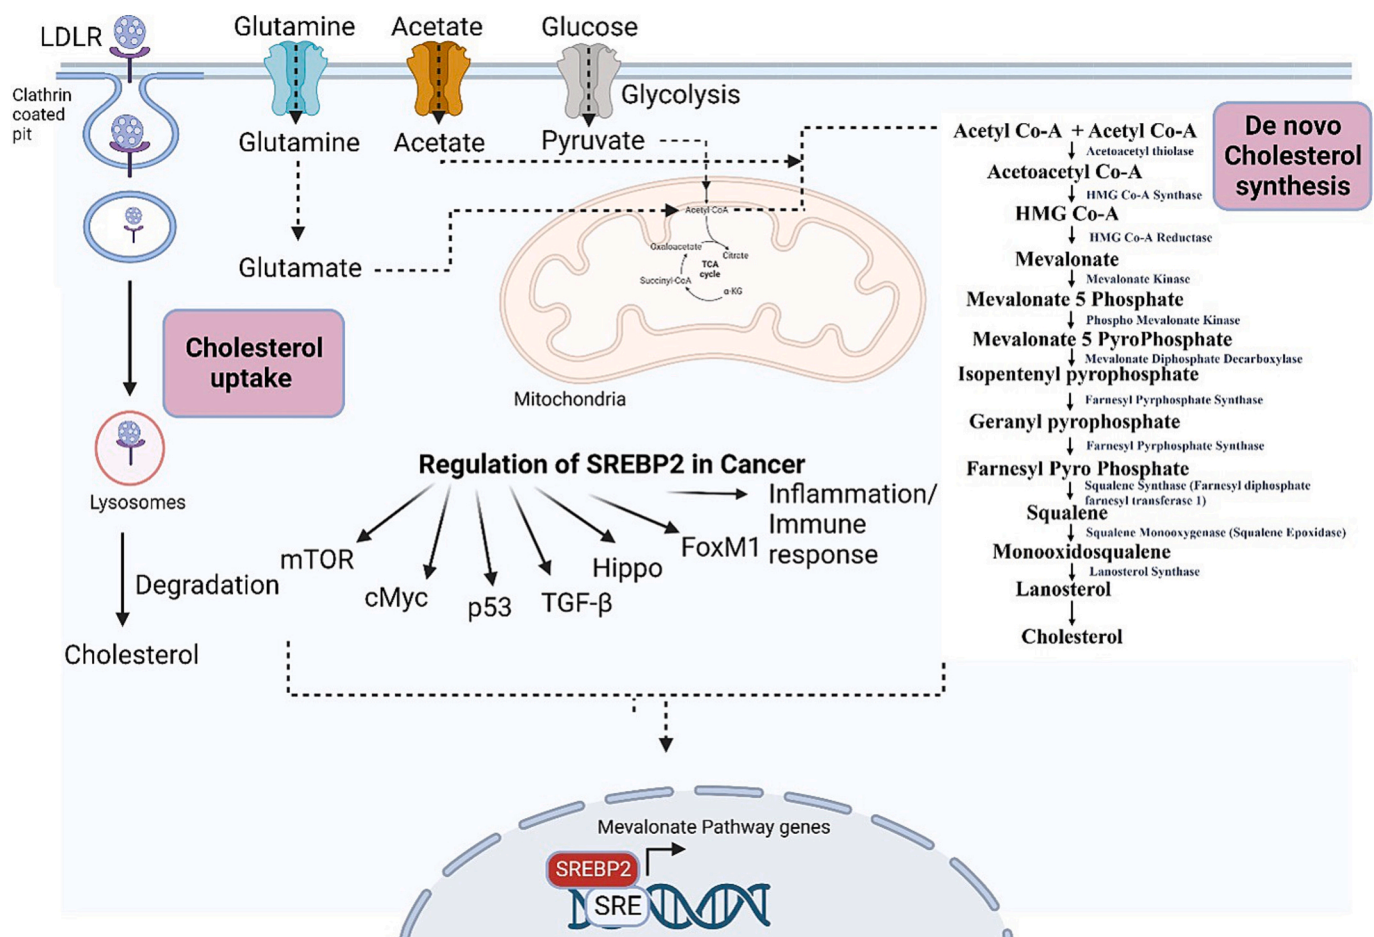 LDLR
Clathrin
coated
pit
Glutamine
Acetate
Glucose
Glycolysis
Glutamine
Acetate
Pyruvate
Glutamate
Cholesterol
uptake
Lysosomes
Degradation
Cholesterol
Acetyl CoA
Oxaloacetate
Citrate
TCA
cycle
Succinyl-CoA
α-KG
Mitochondria
Regulation of SREBP2 in Cancer
mTOR
cMyc
p53
TGF-β
Hippo
FoxM1
Inflammation/
Immune
response
De novo
Cholesterol
synthesis
Acetyl Co-A + Acetyl Co-A
Acetoacetyl thiolase
Acetoacetyl Co-A
HMG Co-A Synthase
HMG Co-A
HMG Co-A Reductase
Mevalonate
Mevalonate Kinase
Mevalonate 5 Phosphate
Phospho Mevalonate Kinase
Mevalonate 5 PyroPhosphate
Mevalonate Diphosphate Decarboxylase
Isopentenyl pyrophosphate
Farnesyl Pyrphosphate Synthase
Geranyl pyrophosphate
Farnesyl Pyrphosphate Synthase
Farnesyl Pyro Phosphate
Squalene Synthase (Farnesyl diphosphate
farnesyl transferase 1)
Squalene
Squalene Monooxygenase (Squalene Epoxidase)
Monooxidosqualene
Lanosterol Synthase
Lanosterol
Cholesterol
Mevalonate Pathway genes
SREBP2
SRE